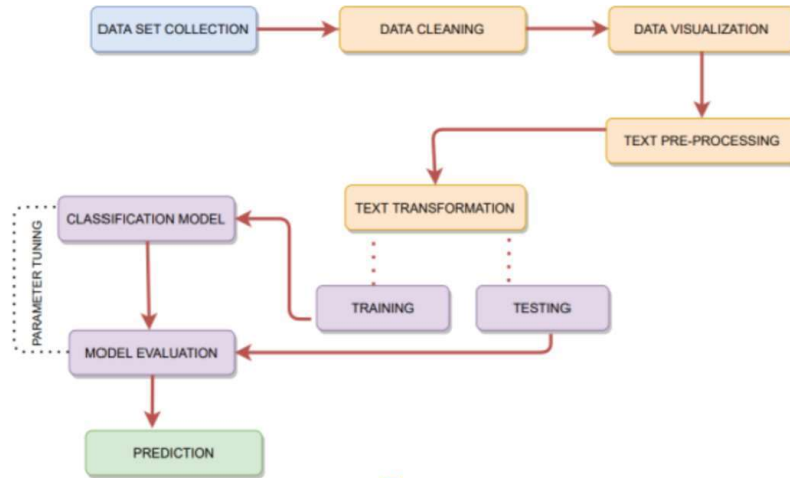 DATA SET COLLECTION
DATA CLEANING
DATA VISUALIZATION
TEXT PRE-PROCESSING
TEXT TRANSFORMATION
CLASSIFICATION MODEL
PARAMETER TUNING
TRAINING
TESTING
MODEL EVALUATION
PREDICTION